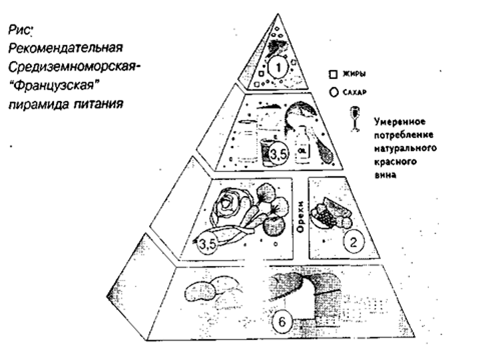 Рис:
Рекомендательная
Средиземноморская-
“Французская”
пирамида питания
1
ЖИРЫ
САХАР
Умеренное
потребление
натурального
красного
вина
3,5
OIL
3,5
Орехи
2
6